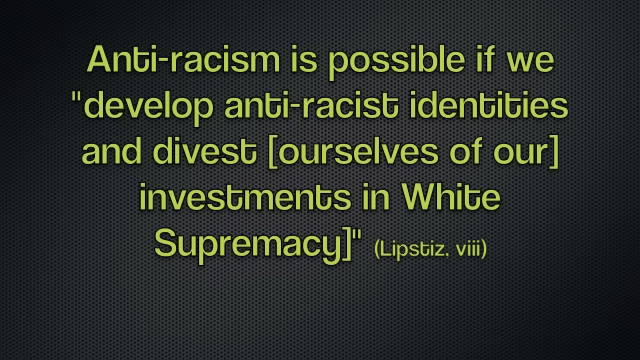 Anti-racism is possible if we
"develop anti-racist identities
and divest [ourselves of our]
investments in White
Supremacy]" (Lipstiz, viii)